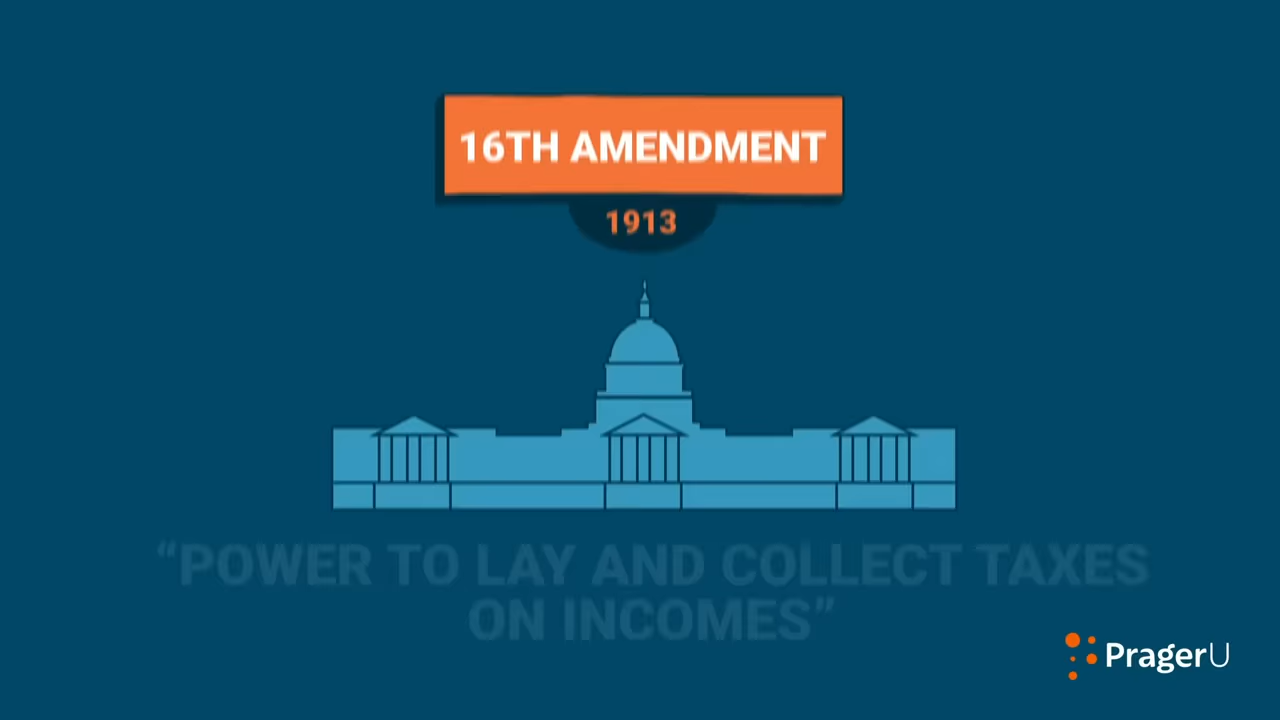 16TH AMENDMENT
1913
“POWER TO LAY AND COLLECT TAXES
ON INCOMES”
PragerU